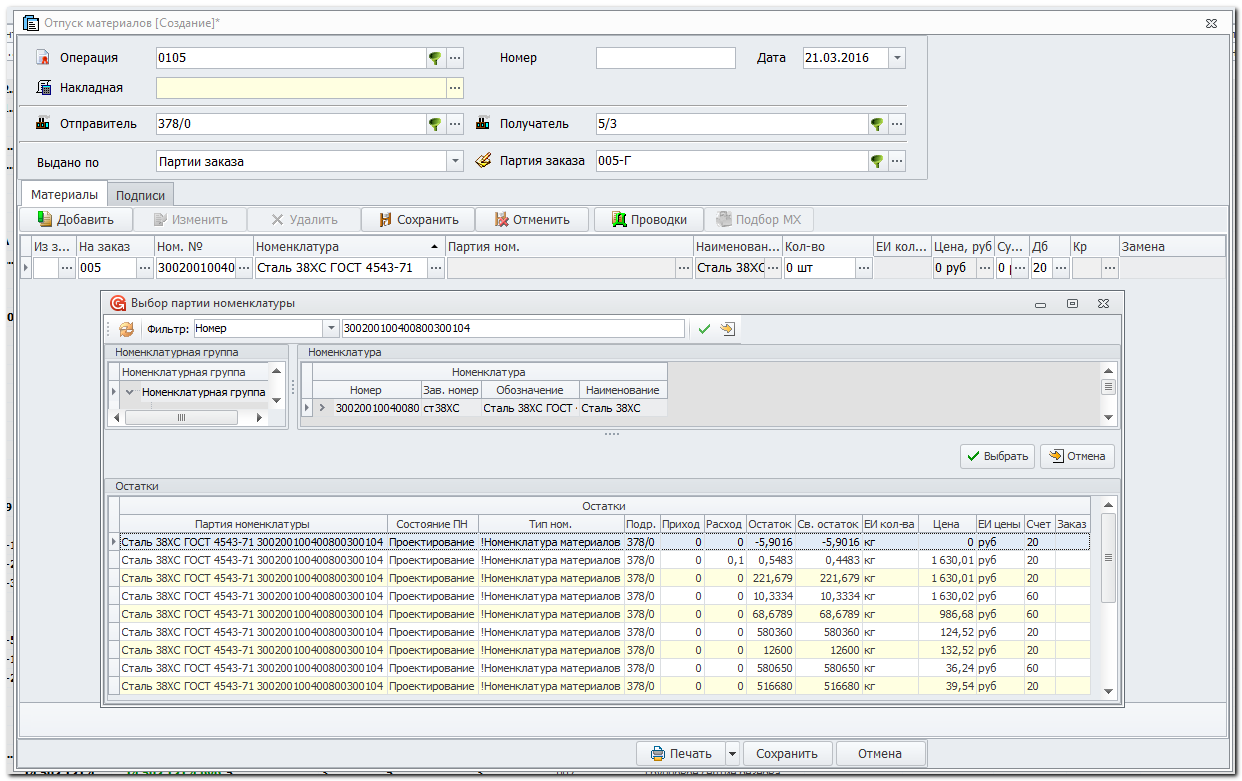 Отпуск материалов [Создание]*
Операция 0105 Номер Дата 21.03.2016
Накладная
Отправитель 378/0 Получатель 5/3
Выдано по Партии заказа Партия заказа 005-Г
Материалы Подписи
Добавить Изменить Удалить Сохранить Отменить Проводки Подбор МХ
Из з... На заказ Ном. № Номенклатура Партия ном. Наименован... Кол-во ЕИ кол... Цена, руб Су... Дб Кр Замена
005 30020010040 Сталь 38ХС ГОСТ 4543-71 Сталь 38ХС 0 шт 0 руб 0 20
Выбор партии номенклатуры
Фильтр: Номер 300200100400800300104
Номенклатурная группа Номенклатура
Номенклатурная группа Номенклатура
Номер Зав. номер Обозначение Наименование
Номенклатурная группа 30020010040080 ст38ХС Сталь 38ХС ГОСТ Сталь 38ХС
Выбрать Отмена
Остатки
Остатки
Партия номенклатуры Состояние ПН Тип ном. Подр. Приход Расход Остаток Св. остаток ЕИ кол-ва Цена ЕИ цены Счет Заказ
Сталь 38ХС ГОСТ 4543-71 300200100400800300104 Проектирование !Номенклатура материалов 378/0 0 0 -5,9016 -5,9016 кг 0 руб 20
Сталь 38ХС ГОСТ 4543-71 300200100400800300104 Проектирование !Номенклатура материалов 378/0 0 0,1 0,5483 0,4483 кг 1 630,01 руб 20
Сталь 38ХС ГОСТ 4543-71 300200100400800300104 Проектирование !Номенклатура материалов 378/0 0 0 221,679 221,679 кг 1 630,01 руб 20
Сталь 38ХС ГОСТ 4543-71 300200100400800300104 Проектирование !Номенклатура материалов 378/0 0 0 10,3334 10,3334 кг 1 630,02 руб 60
Сталь 38ХС ГОСТ 4543-71 300200100400800300104 Проектирование !Номенклатура материалов 378/0 0 0 68,6789 68,6789 кг 986,68 руб 60
Сталь 38ХС ГОСТ 4543-71 300200100400800300104 Проектирование !Номенклатура материалов 378/0 0 0 580360 580360 кг 124,52 руб 20
Сталь 38ХС ГОСТ 4543-71 300200100400800300104 Проектирование !Номенклатура материалов 378/0 0 0 12600 12600 кг 132,52 руб 20
Сталь 38ХС ГОСТ 4543-71 300200100400800300104 Проектирование !Номенклатура материалов 378/0 0 0 580650 580650 кг 36,24 руб 60
Сталь 38ХС ГОСТ 4543-71 300200100400800300104 Проектирование !Номенклатура материалов 378/0 0 0 516680 516680 кг 39,54 руб 20
Печать Сохранить Отмена